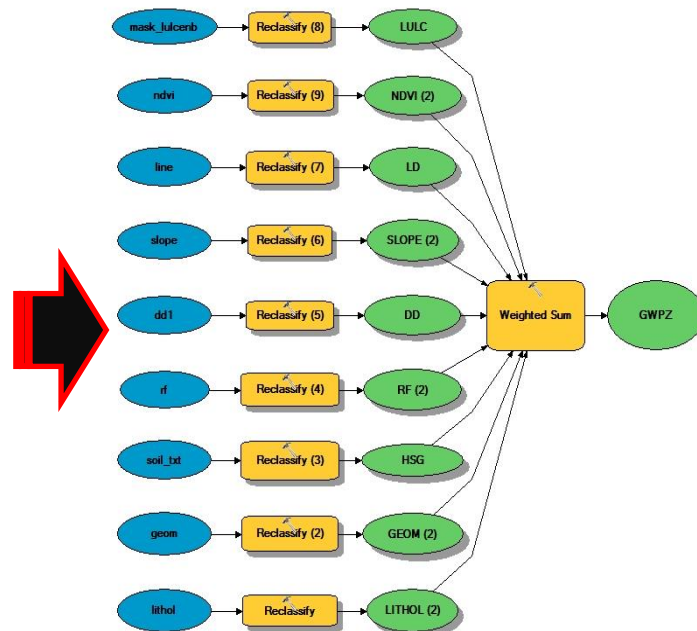 mask_lulcenb Reclassify (8) LULC
ndvi Reclassify (9) NDVI (2)
line Reclassify (7) LD
slope Reclassify (6) SLOPE (2)
Weighted Sum GWPZ
dd1 Reclassify (5) DD
rf Reclassify (4) RF (2)
soil_txt Reclassify (3) HSG
geom Reclassify (2) GEOM (2)
lithol Reclassify LITHOL (2)